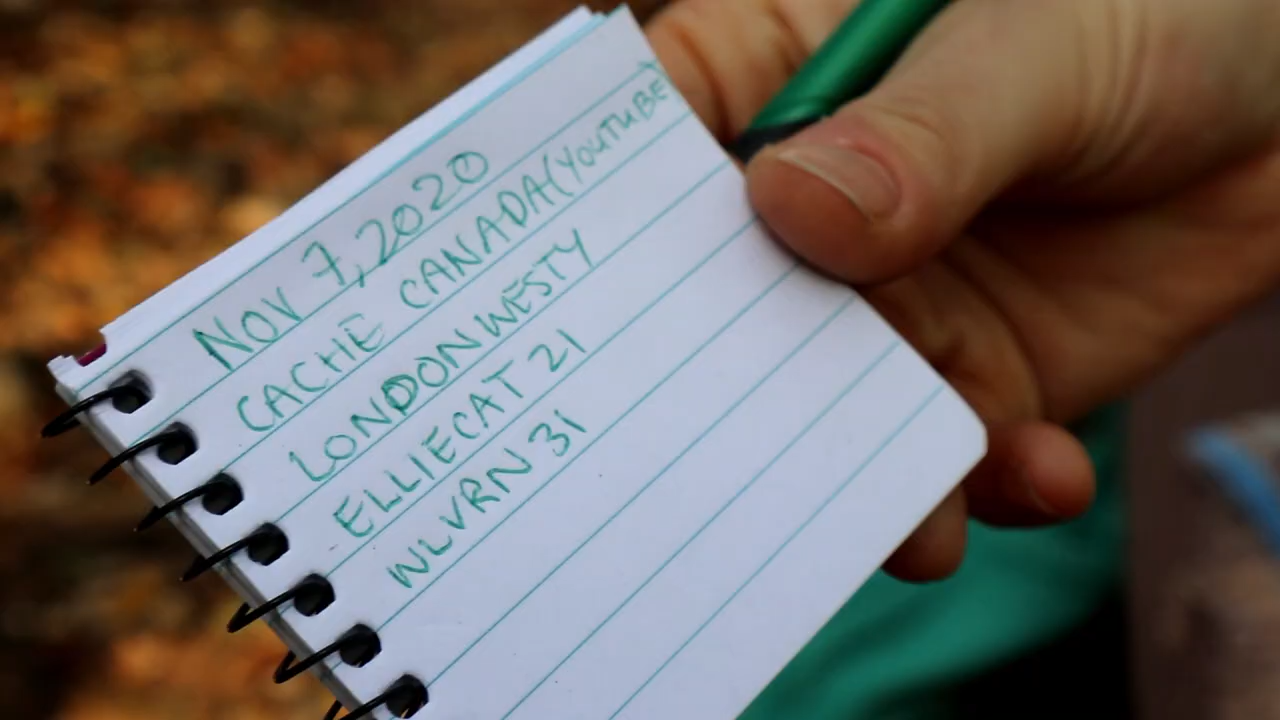 NOV 7, 2020
CACHE CANADA (YOUTUBE)
LONDONWESTY
ELLIECAT 21
WLVRN 31